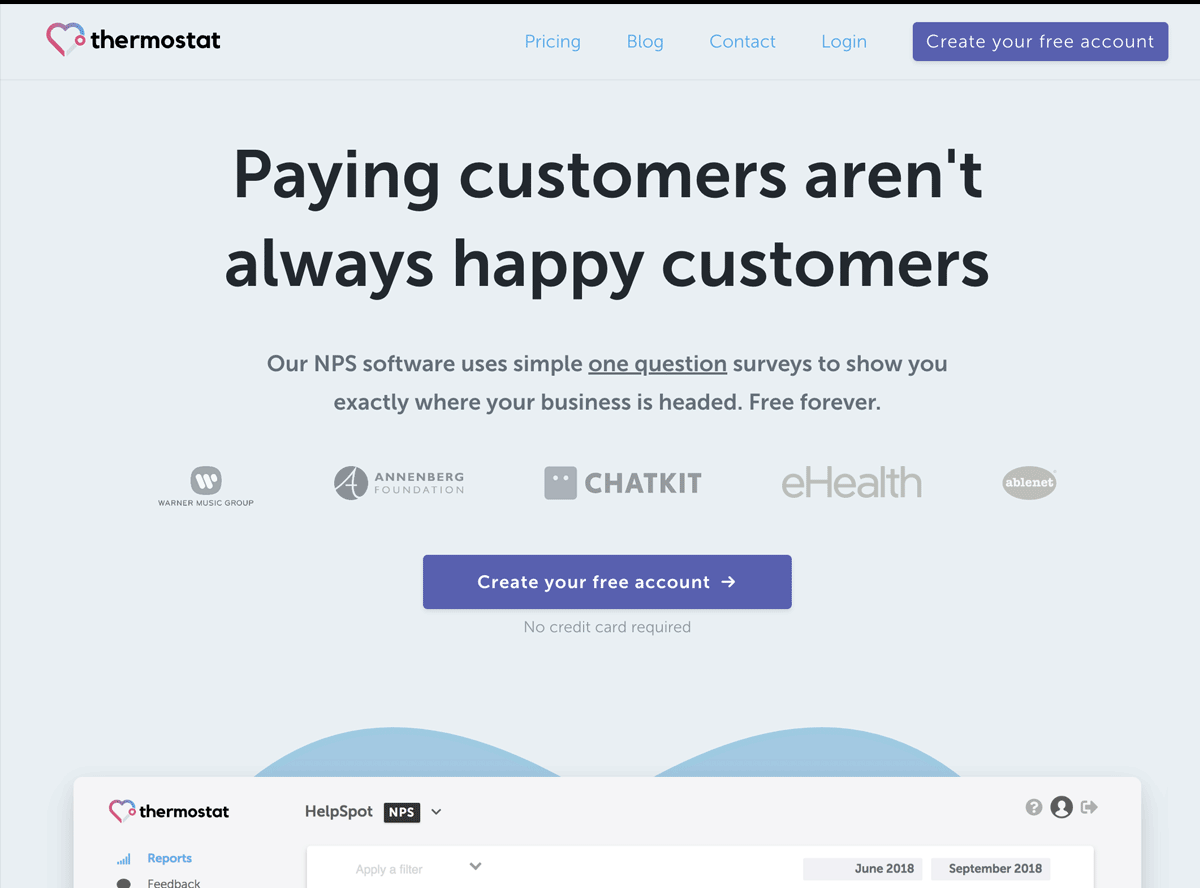 thermostat
Pricing
Blog
Contact
Login
Create your free account
Paying customers aren't
always happy customers
Our NPS software uses simple one question surveys to show you
exactly where your business is headed. Free forever.
WARNER MUSIC GROUP
ANNENBERG
FOUNDATION
CHATKIT
eHealth
ablenet
Create your free account →
No credit card required
thermostat
HelpSpot NPS
?
Reports
Apply a filter
June 2018
September 2018
Feedback